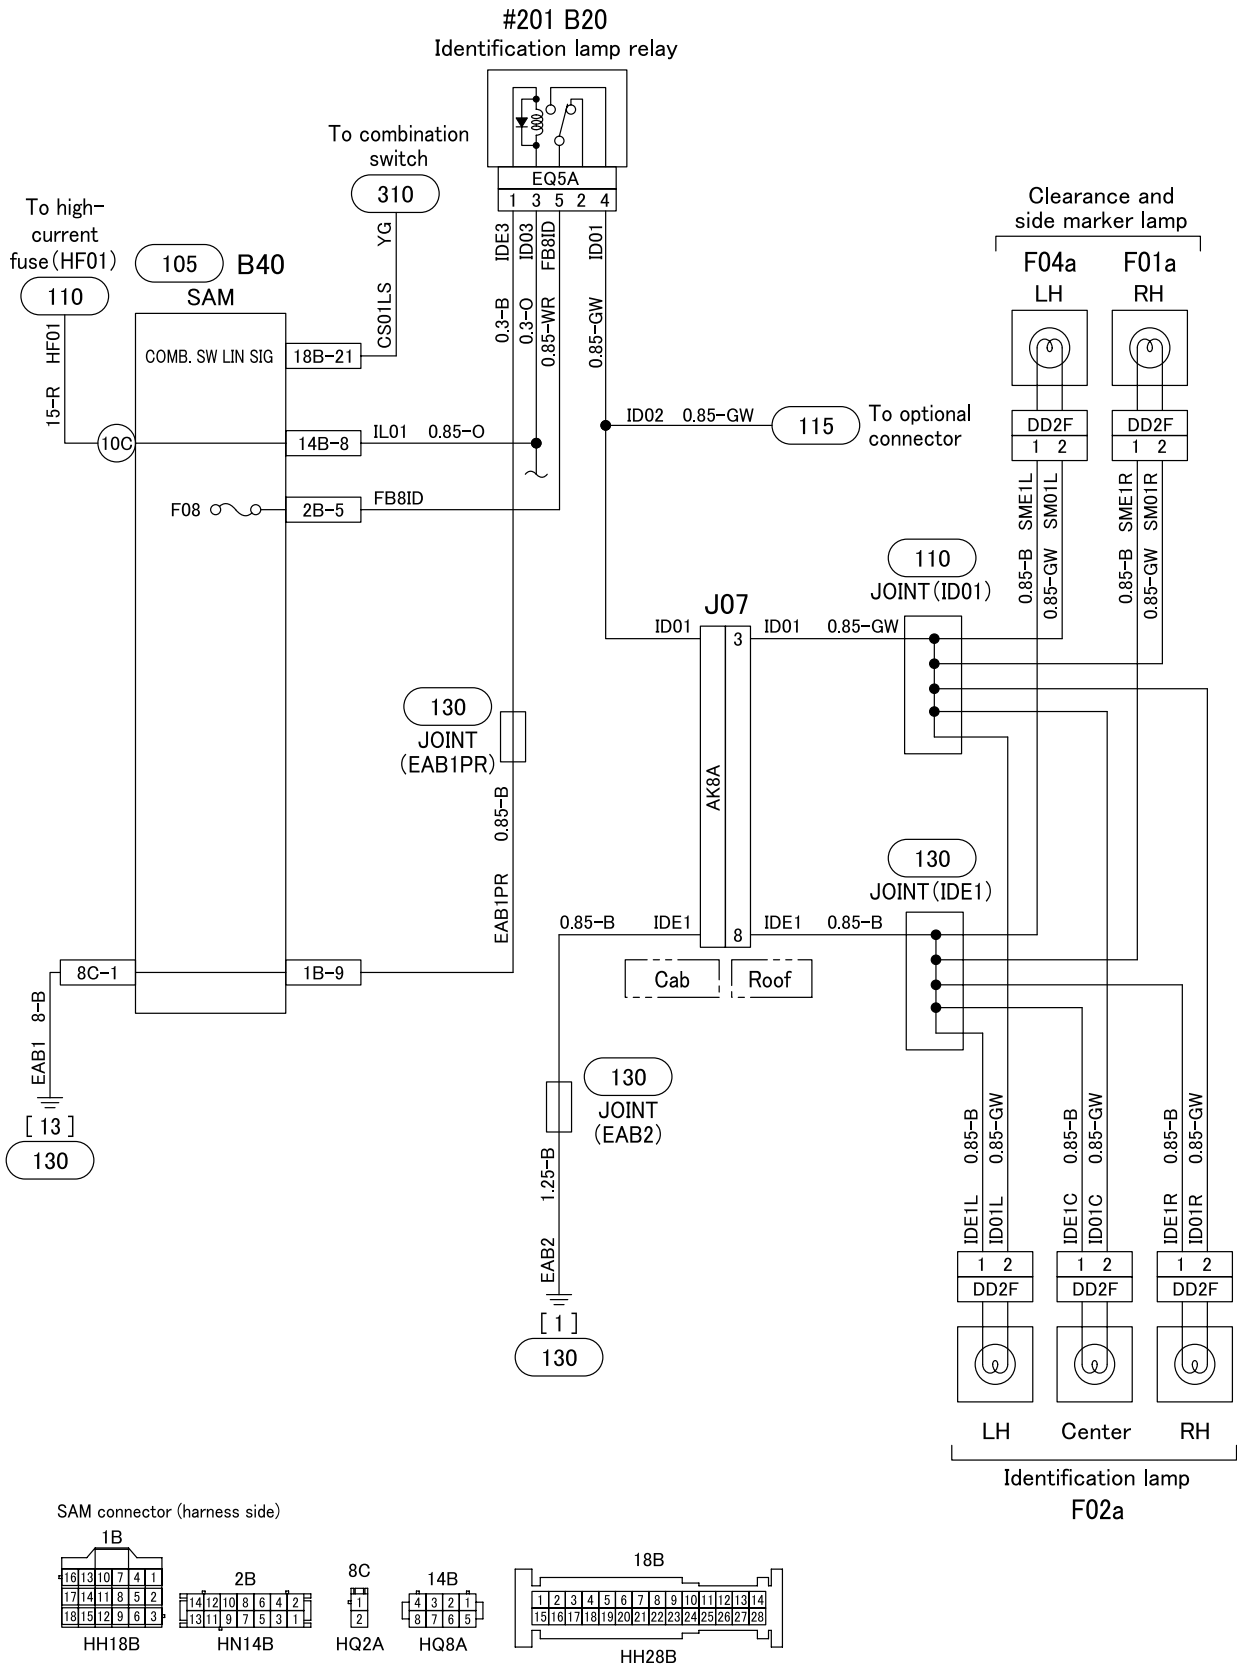 #201 B20
Identification lamp relay
To combination
switch
310
EQ5A
1 3 5 2 4
To high-
current
fuse(HF01)
110
105 B40
SAM
YG
CS01LS
IDE3
ID03
FB8ID
ID01
0.3-B
0.3-O
0.85-WR
0.85-GW
Clearance and
side marker lamp
F04a F01a
LH RH
HF01
15-R
COMB. SW LIN SIG
18B-21
10C
14B-8
IL01 0.85-O
F08
2B-5
FB8ID
ID02 0.85-GW
115
To optional
connector
DD2F DD2F
1 2 1 2
SME1L
SM01L
SME1R
SM01R
0.85-B
0.85-GW
0.85-B
0.85-GW
110
JOINT(ID01)
J07
ID01 3 ID01 0.85-GW
130
JOINT
(EAB1PR)
AK8A
0.85-B
EAB1PR
130
JOINT(IDE1)
0.85-B IDE1 8 IDE1 0.85-B
Cab Roof
8C-1
1B-9
8-B
EAB1
[ 13 ]
130
130
JOINT
(EAB2)
1.25-B
EAB2
[ 1 ]
130
0.85-B
0.85-GW
0.85-B
0.85-GW
0.85-B
0.85-GW
IDE1L
ID01L
IDE1C
ID01C
IDE1R
ID01R
1 2 1 2 1 2
DD2F DD2F DD2F
LH Center RH
Identification lamp
F02a
SAM connector (harness side)
1B
16 13 10 7 4 1
17 14 11 8 5 2
18 15 12 9 6 3
HH18B
2B
14 12 10 8 6 4 2
13 11 9 7 5 3 1
HN14B
8C
1
2
HQ2A
14B
4 3 2 1
8 7 6 5
HQ8A
18B
1 2 3 4 5 6 7 8 9 10 11 12 13 14
15 16 17 18 19 20 21 22 23 24 25 26 27 28
HH28B